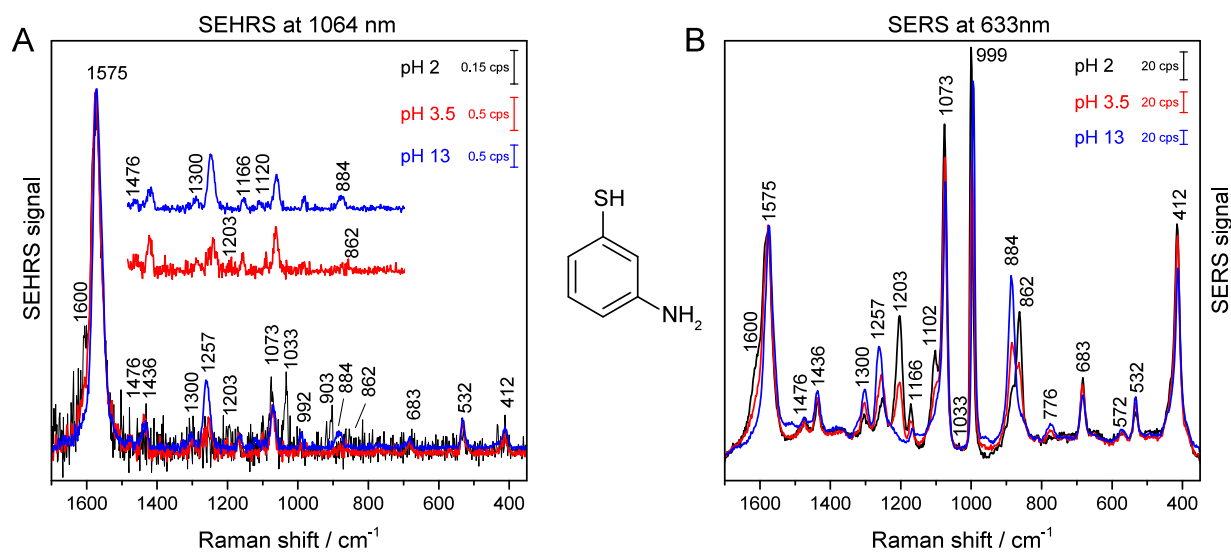 SEHRS at 1064 nm
A
pH 2 0.15 cps
pH 3.5 0.5 cps
pH 13 0.5 cps
1575
1476
1300
1166
1120
884
1203
862
1600
1476
1436
1300
1257
1203
1073
1033
992
903
884
862
683
532
412
SEHRS signal
1600 1400 1200 1000 800 600 400
Raman shift / cm-1
SH
NH2
SERS at 633nm
B
pH 2 20 cps
pH 3.5 20 cps
pH 13 20 cps
1600
1575
1476
1436
1300
1257
1203
1166
1102
1073
1033
999
884
862
776
683
572
532
412
SERS signal
1600 1400 1200 1000 800 600 400
Raman shift / cm-1